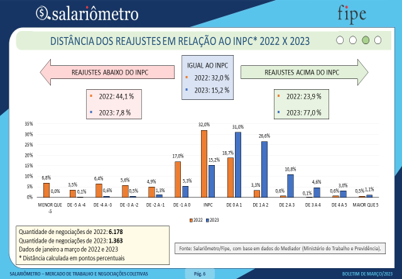 salariômetro
fipe
DISTÂNCIA DOS REAJUSTES EM RELAÇÃO AO INPC* 2022 X 2023
REAJUSTES ABAIXO DO INPC
IGUAL AO INPC
2022: 32,0 %
2023: 15,2 %
REAJUSTES ACIMA DO INPC
2022: 44,1 %
2023: 7,8 %
2022: 23,9 %
2023: 77,0%
35%
30%
25%
20%
15%
10%
5%
0%
6,8% 0,0% 3,5% 0,1% 6,4% 0,6% 5,6% 0,5% 4,9% 1,3% 17,0% 5,3% 32,0% 15,2% 18,7% 31,0% 3,3% 26,6% 0,6% 10,8% 0,1% 4,6% 0,6% 3,0% 0,5% 1,1%
MENOR QUE -5 DE -5 A -4 DE -4 A -3 DE -3 A -2 DE -2 A -1 DE -1 A 0 INPC DE 0 A 1 DE 1 A 2 DE 2 A 3 DE 3 A 4 DE 4 A 5 MAIOR QUE 5
2022 2023
Quantidade de negociações de 2022: 6.178
Quantidade de negociações de 2023: 1.363
Dados de janeiro a março de 2022 e 2023
* Distância calculada em pontos percentuais
Fonte: Salariômetro/Fipe, com base em dados do Mediador (Ministério do Trabalho e Previdência).
SALARIÔMETRO – MERCADO DE TRABALHO E NEGOCIAÇÕES COLETIVAS
Pág. 6
BOLETIM DE MARÇO/2023